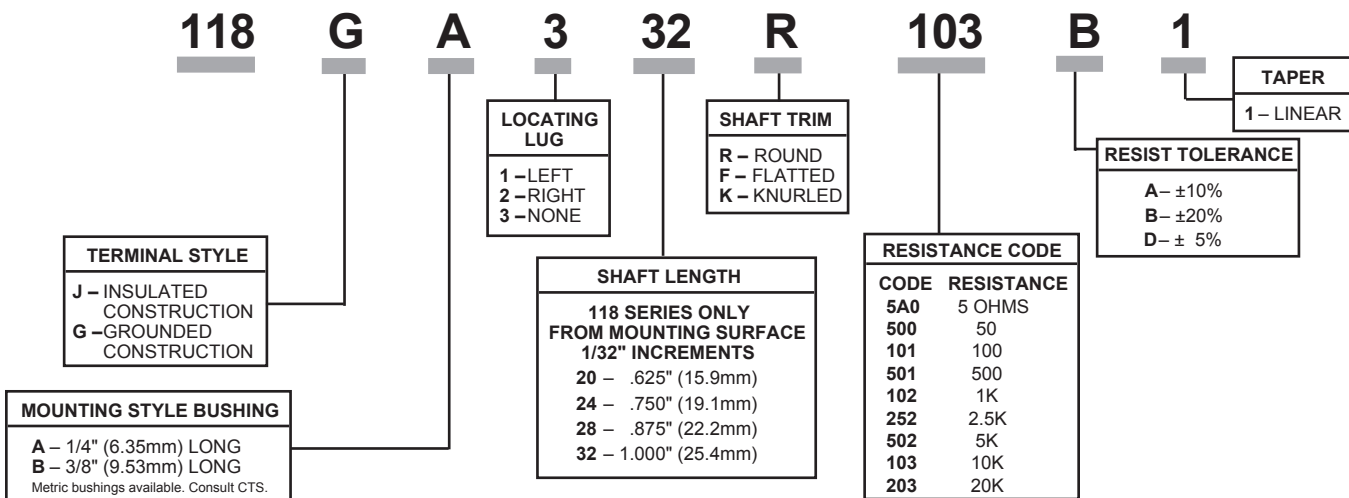 118 G A 3 32 R 103 B 1
TAPER
1 – LINEAR
LOCATING
LUG
1 –LEFT
2 –RIGHT
3 –NONE
SHAFT TRIM
R – ROUND
F – FLATTED
K – KNURLED
RESIST TOLERANCE
A– ±10%
B– ±20%
D– ± 5%
TERMINAL STYLE
J – INSULATED
CONSTRUCTION
G –GROUNDED
CONSTRUCTION
SHAFT LENGTH
118 SERIES ONLY
FROM MOUNTING SURFACE
1/32" INCREMENTS
20 – .625" (15.9mm)
24 – .750" (19.1mm)
28 – .875" (22.2mm)
32 – 1.000" (25.4mm)
RESISTANCE CODE
CODE RESISTANCE
5A0 5 OHMS
500 50
101 100
501 500
102 1K
252 2.5K
502 5K
103 10K
203 20K
MOUNTING STYLE BUSHING
A – 1/4" (6.35mm) LONG
B – 3/8" (9.53mm) LONG
Metric bushings available. Consult CTS.